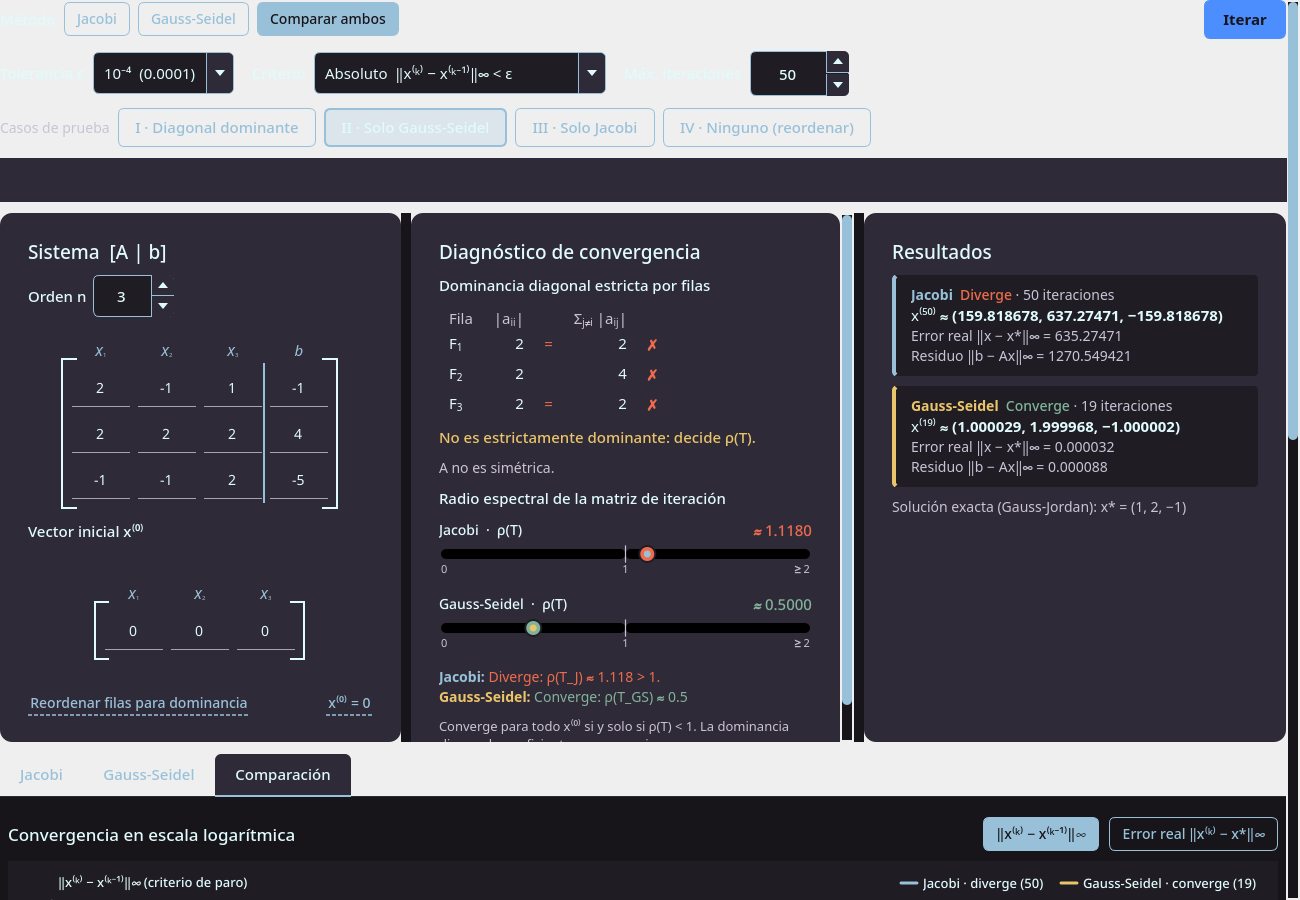 Método
Jacobi
Gauss-Seidel
Comparar ambos
Iterar
Tolerancia ε
10⁻⁴ (0.0001)
Criterio
Absoluto ‖x⁽ᵏ⁾ − x⁽ᵏ⁻¹⁾‖∞ < ε
Máx. iteraciones
50
Casos de prueba
I · Diagonal dominante
II · Solo Gauss-Seidel
III · Solo Jacobi
IV · Ninguno (reordenar)
Sistema [A | b]
Orden n 3
x₁ x₂ x₃ b
2 -1 1 -1
2 2 2 4
-1 -1 2 -5
Vector inicial x⁽⁰⁾
x₁ x₂ x₃
0 0 0
Reordenar filas para dominancia
x⁽⁰⁾ = 0
Diagnóstico de convergencia
Dominancia diagonal estricta por filas
Fila |aᵢᵢ| Σⱼ≠ᵢ |aᵢⱼ|
F₁ 2 = 2 ✗
F₂ 2 4 ✗
F₃ 2 = 2 ✗
No es estrictamente dominante: decide ρ(T).
A no es simétrica.
Radio espectral de la matriz de iteración
Jacobi · ρ(T) ≈ 1.1180
0 1 ≥ 2
Gauss-Seidel · ρ(T) ≈ 0.5000
0 1 ≥ 2
Jacobi: Diverge: ρ(T_J) ≈ 1.118 > 1.
Gauss-Seidel: Converge: ρ(T_GS) ≈ 0.5
Converge para todo x⁽⁰⁾ si y solo si ρ(T) < 1. La dominancia
Resultados
Jacobi Diverge · 50 iteraciones
x⁽⁵⁰⁾ ≈ (159.818678, 637.27471, −159.818678)
Error real ‖x − x*‖∞ = 635.27471
Residuo ‖b − Ax‖∞ = 1270.549421
Gauss-Seidel Converge · 19 iteraciones
x⁽¹⁹⁾ ≈ (1.000029, 1.999968, −1.000002)
Error real ‖x − x*‖∞ = 0.000032
Residuo ‖b − Ax‖∞ = 0.000088
Solución exacta (Gauss-Jordan): x* = (1, 2, −1)
Jacobi
Gauss-Seidel
Comparación
Convergencia en escala logarítmica
‖x⁽ᵏ⁾ − x⁽ᵏ⁻¹⁾‖∞
Error real ‖x⁽ᵏ⁾ − x*‖∞
‖x⁽ᵏ⁾ − x⁽ᵏ⁻¹⁾‖∞ (criterio de paro)
Jacobi · diverge (50)
Gauss-Seidel · converge (19)